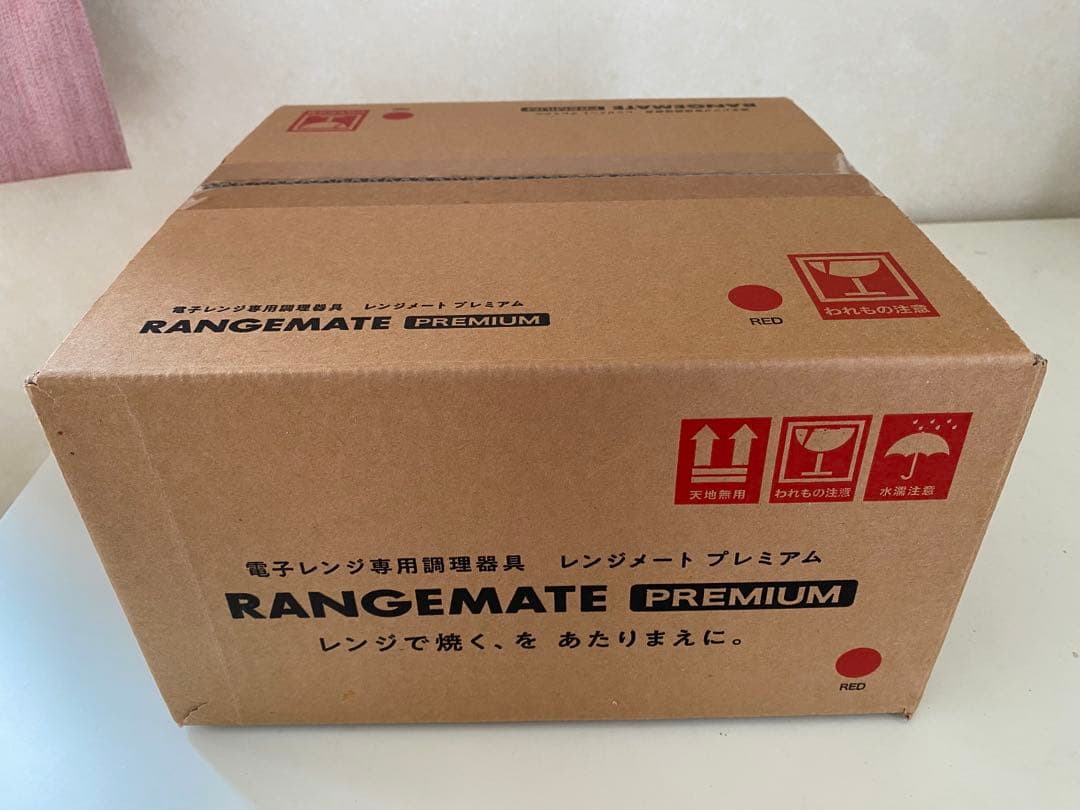 RANGEMATE PREMIUM
電子レンジ専用調理器具 レンジメート プレミアム
RANGEMATE PREMIUM
RED
われもの注意
天地無用
われもの注意
水濡注意
電子レンジ専用調理器具 レンジメート プレミアム
RANGEMATE PREMIUM
レンジで焼く、を あたりまえに。
RED